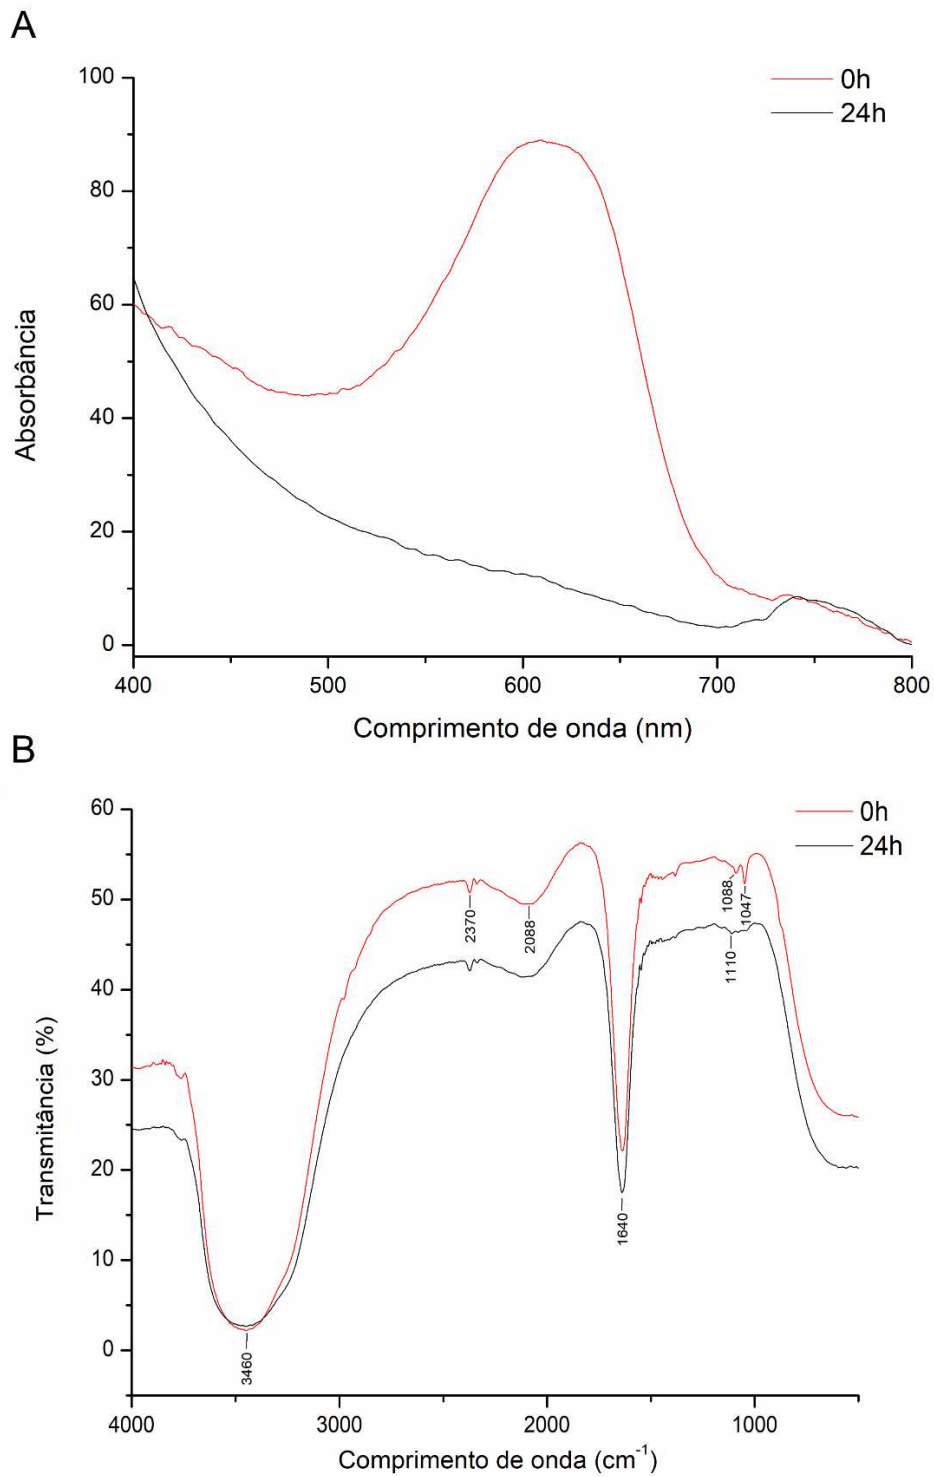 A
100
80
60
40
20
0
Absorbância
0h
24h
400
500
600
700
800
Comprimento de onda (nm)
B
60
50
40
30
20
10
0
Transmitância (%)
0h
24h
3460
2370
2088
1640
1110
1088
1047
4000
3000
2000
1000
Comprimento de onda (cm⁻¹)